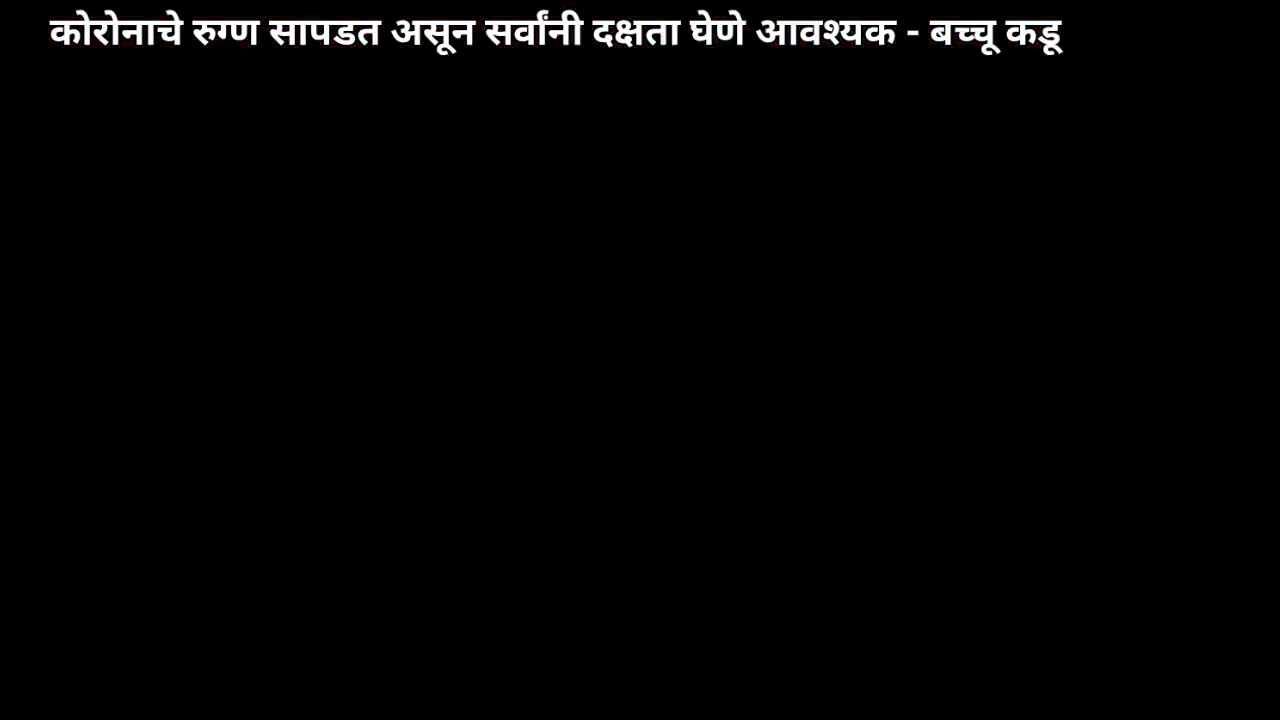 कोरोनाचे रुग्ण सापडत असून सर्वांनी दक्षता घेणे आवश्यक - बच्चू कडू